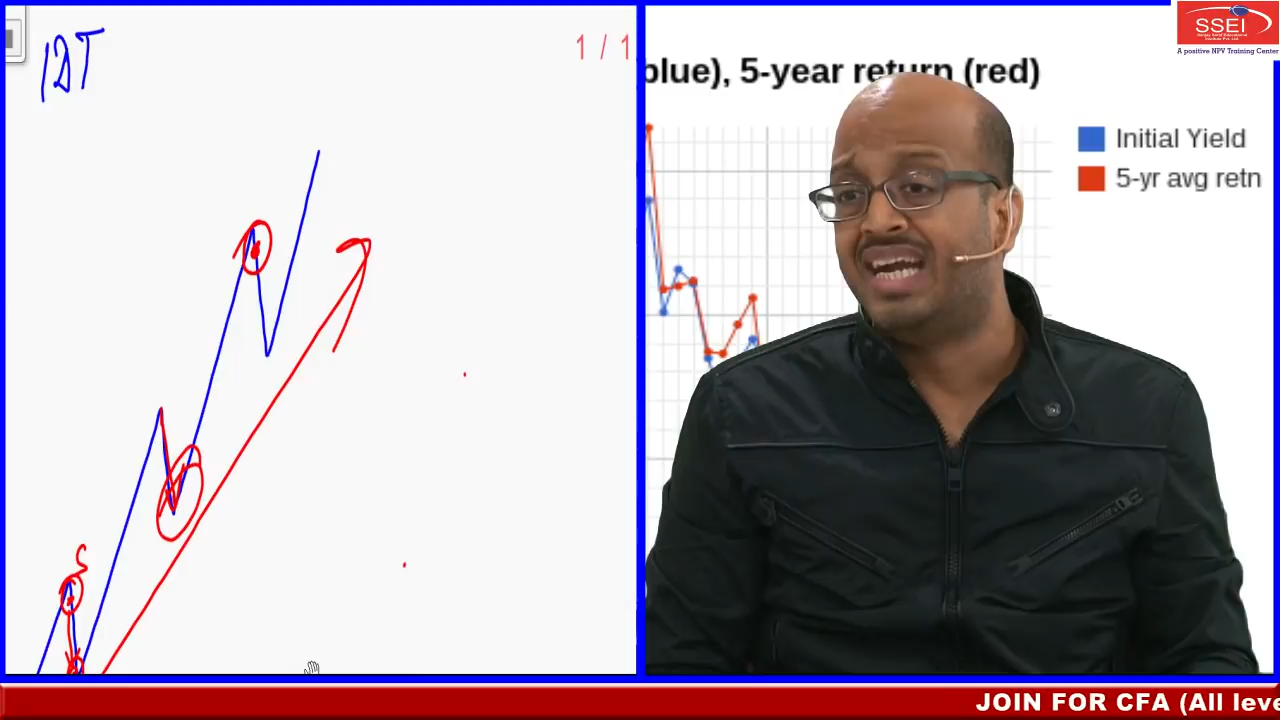 IDT
1 / 1
S
blue), 5-year return (red)
Initial Yield
5-yr avg retn
SSEI
A positive NPV Training Center
JOIN FOR CFA (All leve